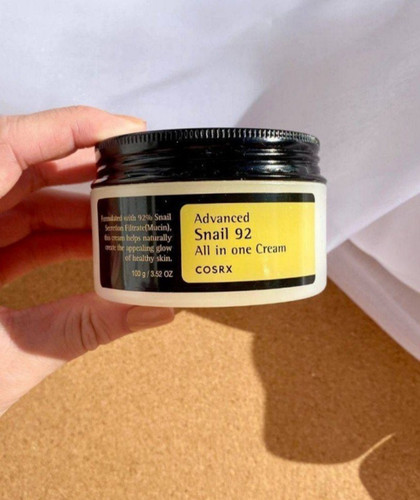 Formulated with 92% Snail
Secretion Filtrate(Mucin),
this cream helps naturally
create the appealing glow
of healthy skin.
100 g / 3.52 OZ
Advanced
Snail 92
All in one Cream
COSRX